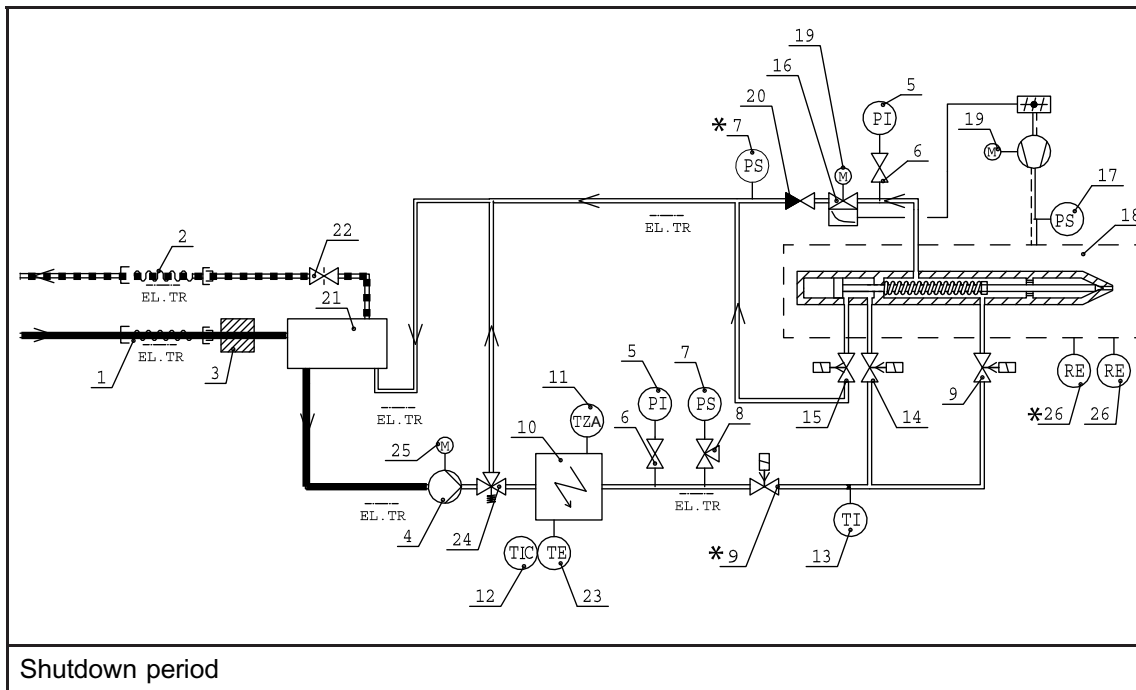 19
16
5
20
* 7
19
PI
M
M
6
17
PS
PS
18
EL.TR
2
22
21
EL.TR
EL.TR
1
3
5
7
11
9
RE
RE
EL.TR
10
PI
PS
TZA
15
14
*26
26
25
6
8
M
EL.TR
EL.TR
4
24
TI
TIC
TE
* 9
13
12
23
Shutdown period